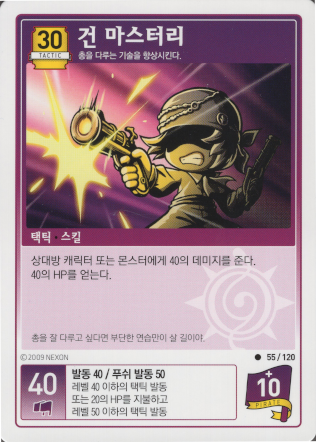 30
TACTIC
건 마스터리
총을 다루는 기술을 향상시킨다.
택틱 · 스킬
상대방 캐릭터 또는 몬스터에게 40의 데미지를 준다.
40의 HP를 얻는다.
총을 잘 다루고 싶다면 부단한 연습만이 살 길이야.
©2009 NEXON
● 55/120
40
발동 40 / 푸쉬 발동 50
레벨 40 이하의 택틱 발동
또는 20의 HP를 지불하고
레벨 50 이하의 택틱 발동
+
10
PIRATE